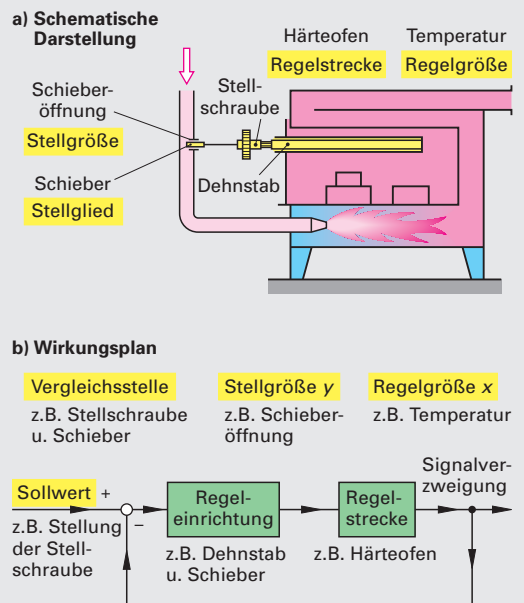 a) Schematische
Darstellung
Härteofen
Regelstrecke
Temperatur
Regelgröße
Schieber-
öffnung
Stellgröße
Stell-
schraube
Schieber
Stellglied
Dehnstab
b) Wirkungsplan
Vergleichsstelle
z.B. Stellschraube
u. Schieber
Stellgröße y
z.B. Schieber-
öffnung
Regelgröße x
z.B. Temperatur
Sollwert +
–
z.B. Stellung
der Stell-
schraube
Regel-
einrichtung
z.B. Dehnstab
u. Schieber
Regel-
strecke
z.B. Härteofen
Signalver-
zweigung